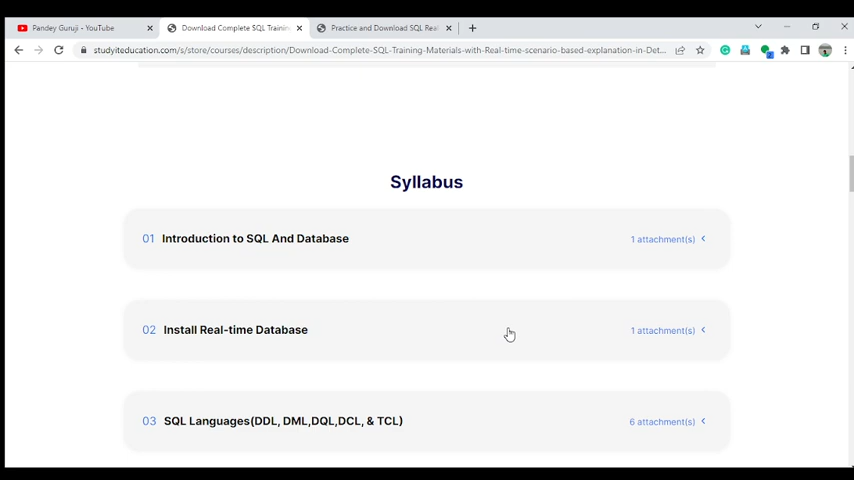 Pandey Guruji - YouTube
Download Complete SQL Trainin
Practice and Download SQL Rea
studyiteducation.com/s/store/courses/description/Download-Complete-SQL-Training-Materials-with-Real-time-scenario-based-explanation-in-Det...
Syllabus
01 Introduction to SQL And Database 1 attachment(s)
02 Install Real-time Database 1 attachment(s)
03 SQL Languages(DDL, DML,DQL,DCL, & TCL) 6 attachment(s)